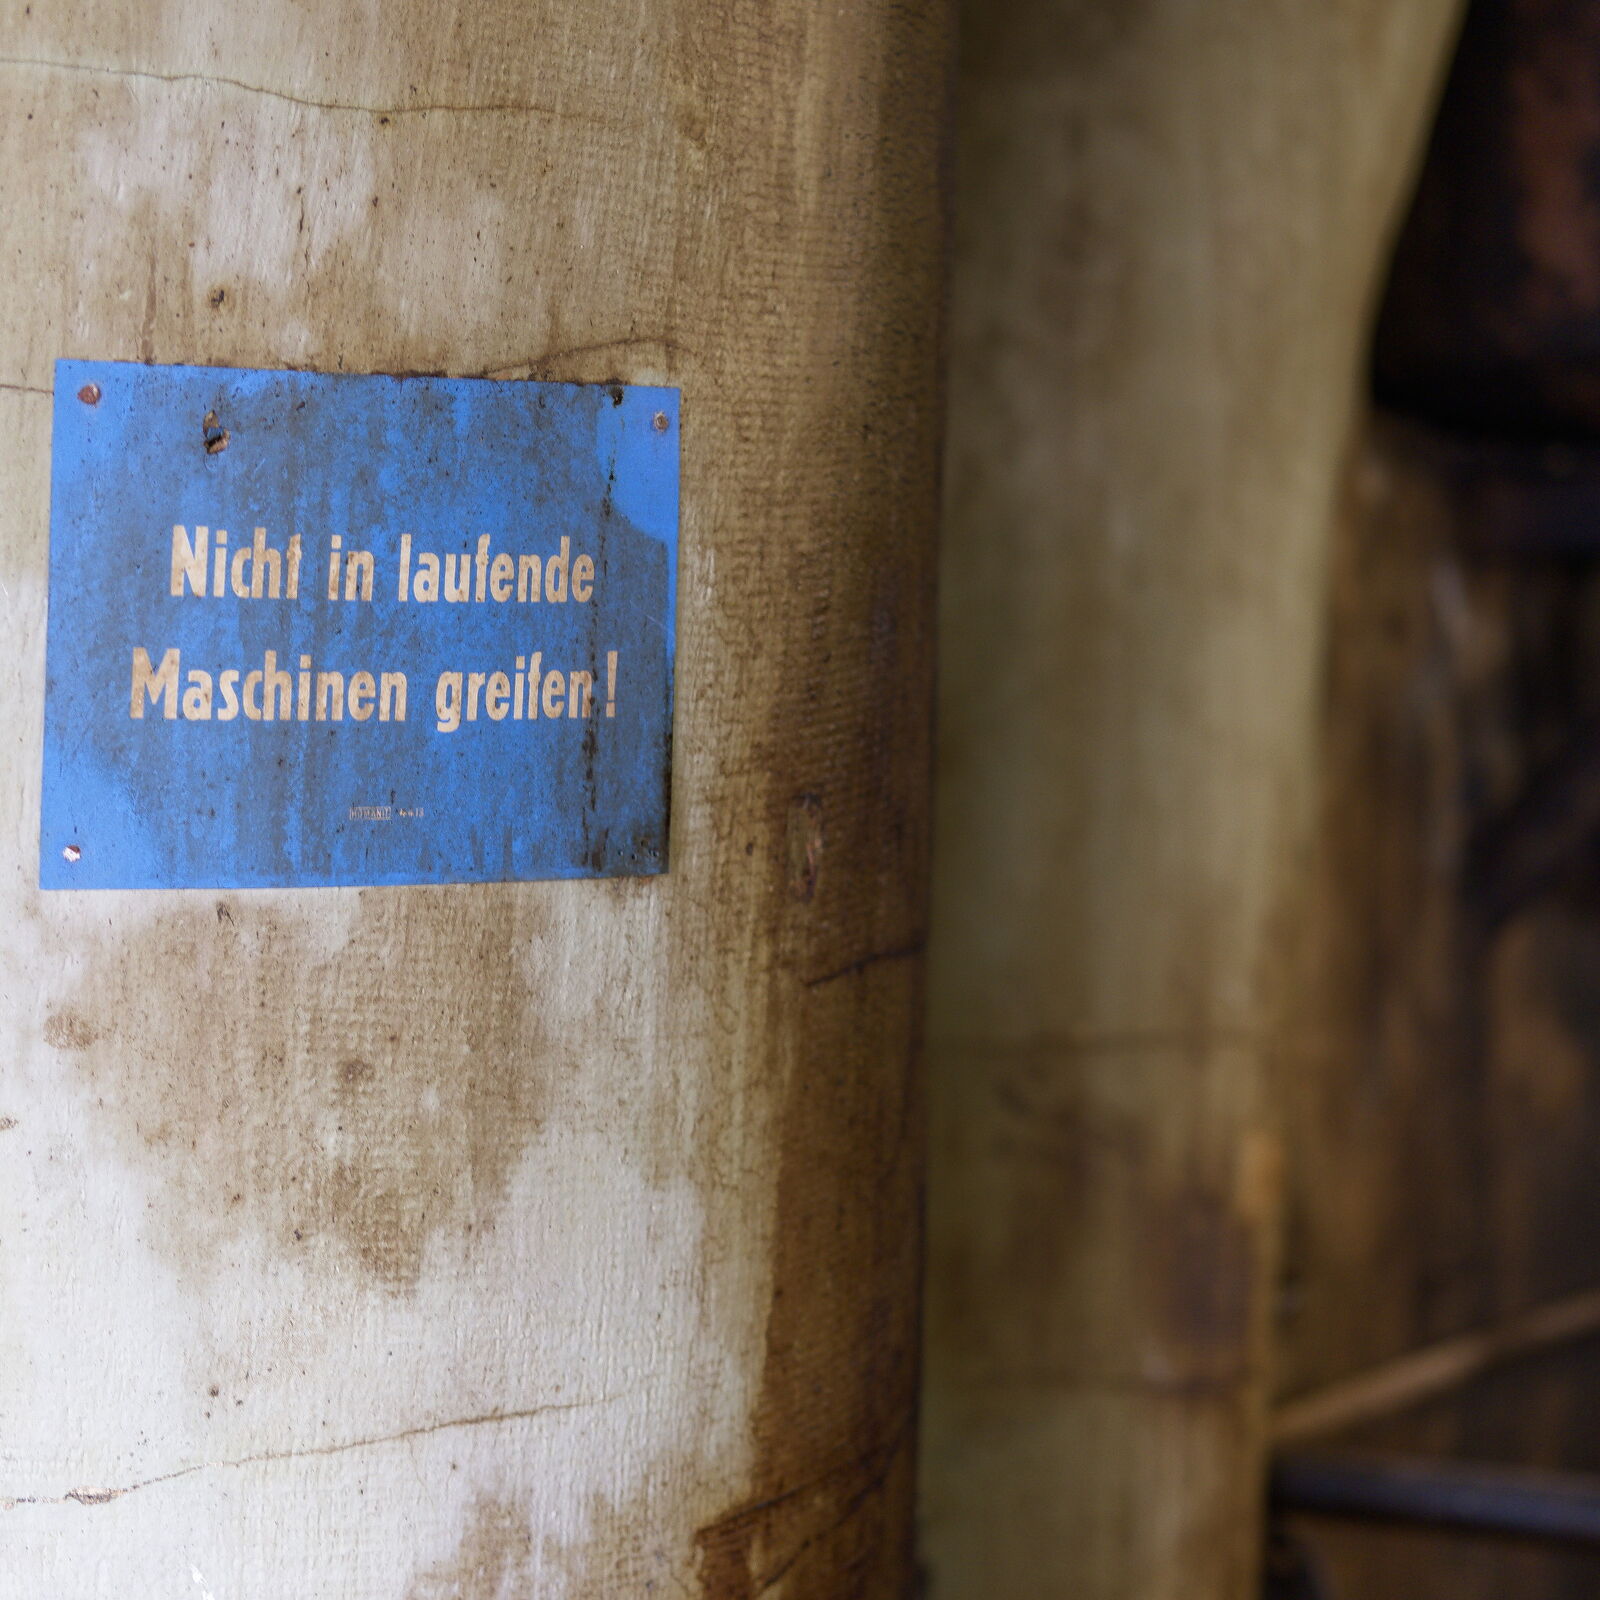 Nicht in laufende
Maschinen greifen!